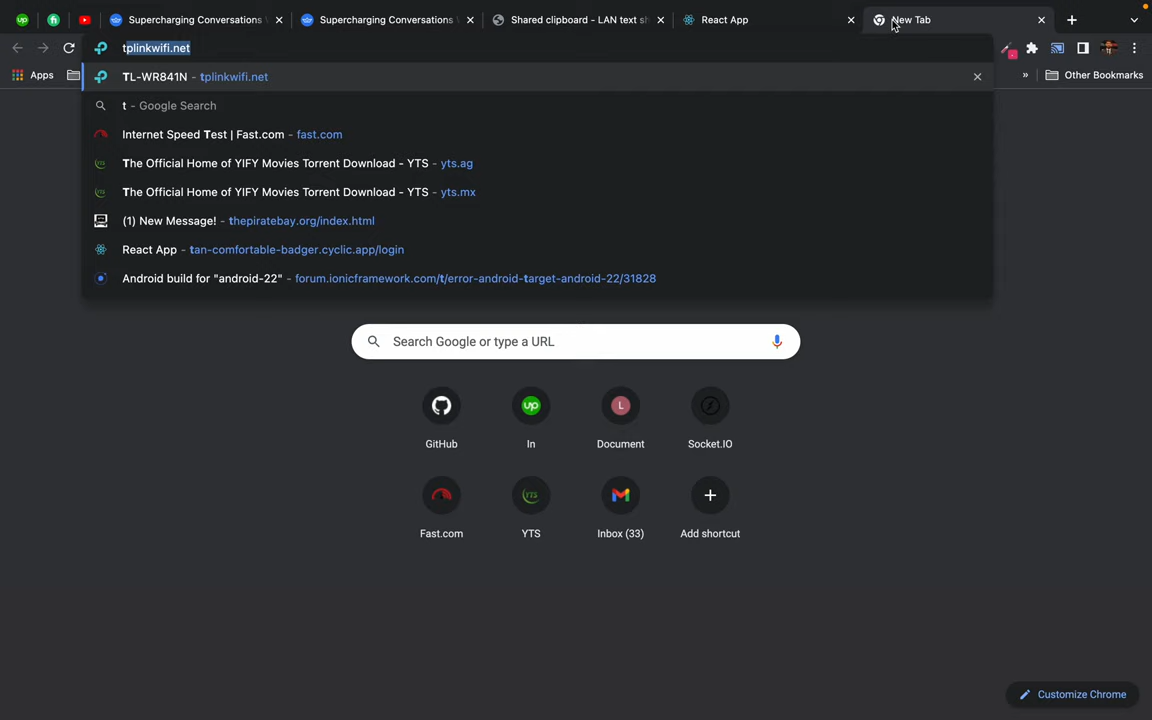 Supercharging Conversations
Supercharging Conversations
Shared clipboard – LAN text sh
React App
New Tab
tplinkwifi.net
Apps
TL-WR841N - tplinkwifi.net
» Other Bookmarks
t - Google Search
Internet Speed Test | Fast.com - fast.com
The Official Home of YIFY Movies Torrent Download - YTS - yts.ag
The Official Home of YIFY Movies Torrent Download - YTS - yts.mx
(1) New Message! - thepiratebay.org/index.html
React App - tan-comfortable-badger.cyclic.app/login
Android build for "android-22" - forum.ionicframework.com/t/error-android-target-android-22/31828
Search Google or type a URL
up
L
GitHub
In
Document
Socket.IO
YTS
Fast.com
YTS
Inbox (33)
Add shortcut
Customize Chrome